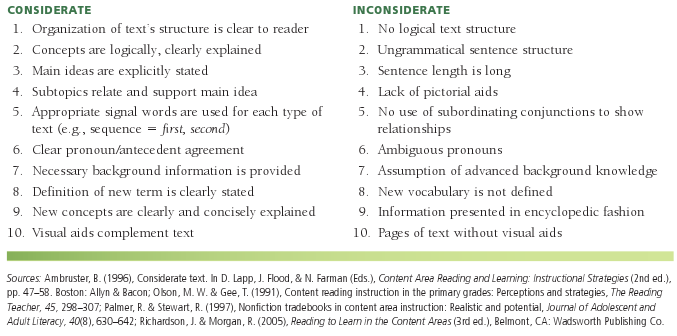 CONSIDERATE
1. Organization of text's structure is clear to reader
2. Concepts are logically, clearly explained
3. Main ideas are explicitly stated
4. Subtopics relate and support main idea
5. Appropriate signal words are used for each type of
text (e.g., sequence = first, second)
6. Clear pronoun/antecedent agreement
7. Necessary background information is provided
8. Definition of new term is clearly stated
9. New concepts are clearly and concisely explained
10. Visual aids complement text
INCONSIDERATE
1. No logical text structure
2. Ungrammatical sentence structure
3. Sentence length is long
4. Lack of pictorial aids
5. No use of subordinating conjunctions to show
relationships
6. Ambiguous pronouns
7. Assumption of advanced background knowledge
8. New vocabulary is not defined
9. Information presented in encyclopedic fashion
10. Pages of text without visual aids
Sources: Ambruster, B. (1996), Considerate text. In D. Lapp, J. Flood, & N. Farman (Eds.), Content Area Reading and Learning: Instructional Strategies (2nd ed.),
pp. 47–58. Boston: Allyn & Bacon; Olson, M. W. & Gee, T. (1991), Content reading instruction in the primary grades: Perceptions and strategies, The Reading
Teacher, 45, 298–307; Palmer, R. & Stewart, R. (1997), Nonfiction tradebooks in content area instruction: Realistic and potential, Journal of Adolescent and
Adult Literacy, 40(8), 630–642; Richardson, J. & Morgan, R. (2005), Reading to Learn in the Content Areas (3rd ed.), Belmont, CA: Wadsworth Publishing Co.